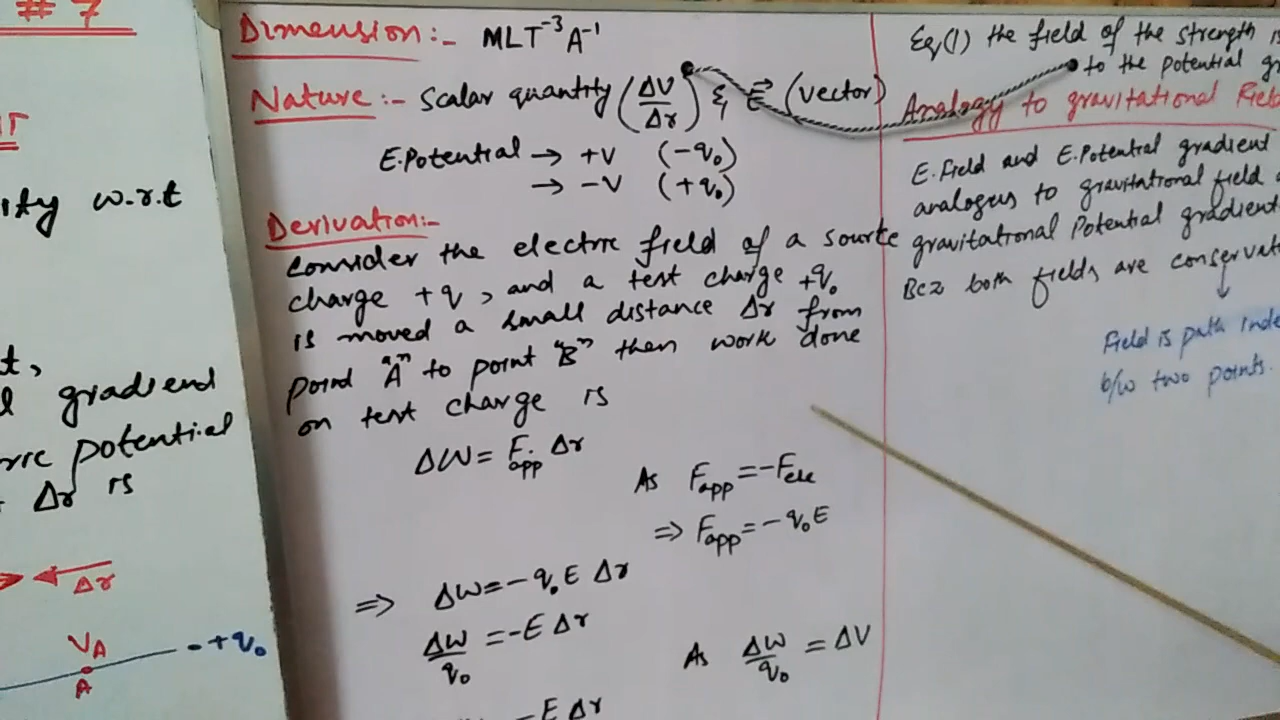 # 7
ity w.r.t
t,
gradiend
ric potential
Δr is
Δr
VA
A
+q₀
Dimension:- MLT⁻³A⁻¹
Nature:- Scalar quantity (ΔV/Δr) & E⃗ (vector)
E.Potential → +V (-q₀)
→ -V (+q₀)
Derivation:-
Consider the electric field of a source
charge +q, and a test charge +q₀
is moved a small distance Δr from
point "A" to point "B" then work done
on test charge is
ΔW = F_app . Δr
As F_app = -F_ele
⇒ F_app = -q₀E
⇒ ΔW = -q₀E Δr
ΔW/q₀ = -E Δr
As ΔW/q₀ = ΔV
-E Δr
Eq(1) the field of the strength is
to the potential
Analogy to gravitational Field
E.Field and E.Potential gradient
analogus to gravitational field
gravitational Potential gradient
Bcz both fields are conserva
Field is path inde
b/w two points.